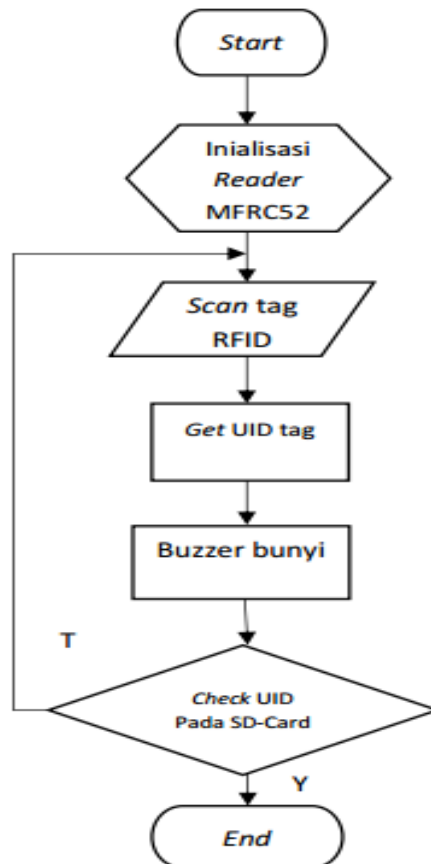 Start
Inialisasi
Reader
MFRC52
Scan tag
RFID
Get UID tag
Buzzer bunyi
T
Check UID
Pada SD-Card
Y
End